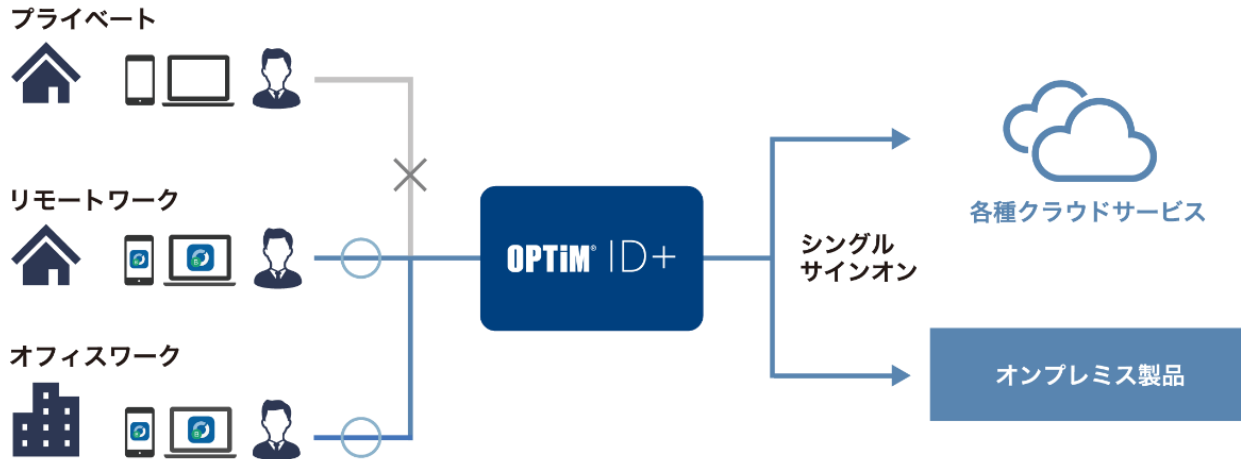 プライベート
リモートワーク
オフィスワーク
OPTiM® ID+
シングル
サインオン
各種クラウドサービス
オンプレミス製品